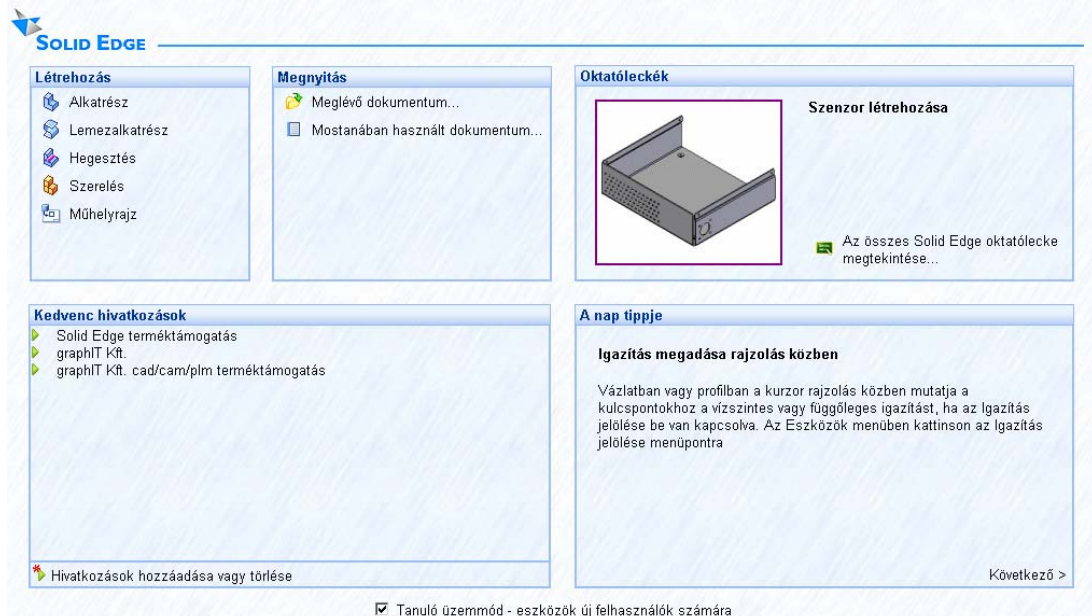 SOLID EDGE
Létrehozás
Alkatrész
Lemezalkatrész
Hegesztés
Szerelés
Műhelyrajz
Megnyitás
Meglévő dokumentum...
Mostanában használt dokumentum...
Oktatóleckék
Szenzor létrehozása
Az összes Solid Edge oktatólecke
megtekintése...
Kedvenc hivatkozások
Solid Edge terméktámogatás
graphIT Kft.
graphIT Kft. cad/cam/plm terméktámogatás
Hivatkozások hozzáadása vagy törlése
A nap tippje
Igazítás megadása rajzolás közben
Vázlatban vagy profilban a kurzor rajzolás közben mutatja a
kulcspontokhoz a vízszintes vagy függőleges igazítást, ha az Igazítás
jelölése be van kapcsolva. Az Eszközök menüben kattinson az Igazítás
jelölése menüpontra
Következő >
Tanuló üzemmód - eszközök új felhasználók számára